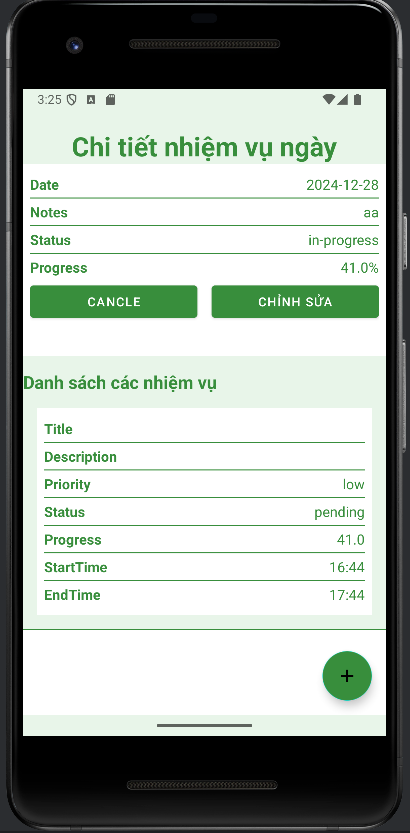 3:25
Chi tiết nhiệm vụ ngày
Date 2024-12-28
Notes aa
Status in-progress
Progress 41.0%
CANCLE CHỈNH SỬA
Danh sách các nhiệm vụ
Title
Description
Priority low
Status pending
Progress 41.0
StartTime 16:44
EndTime 17:44
+